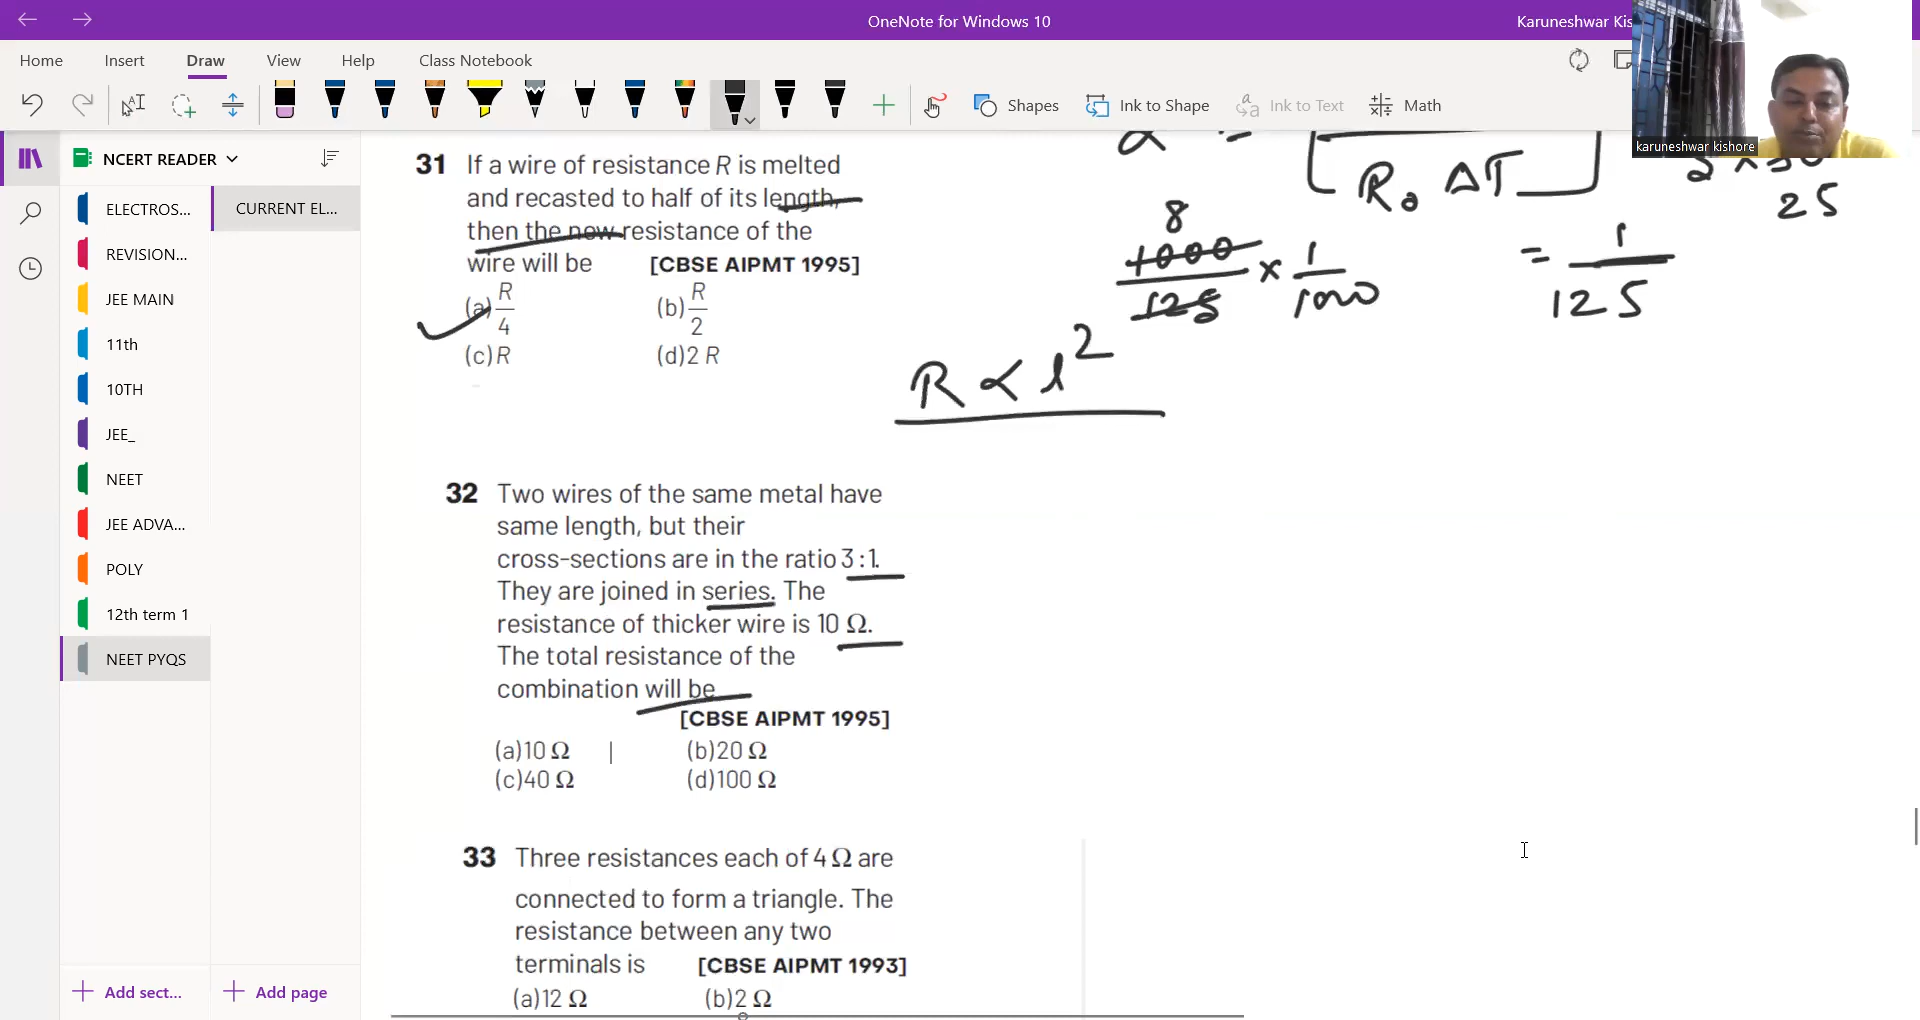 OneNote for Windows 10
Karuneshwar Kis
Home Insert Draw View Help Class Notebook
Shapes Ink to Shape Ink to Text Math
karuneshwar kishore
NCERT READER
ELECTROS...
REVISION...
JEE MAIN
11th
10TH
JEE_
NEET
JEE ADVA...
POLY
12th term 1
NEET PYQS
Add sect...
CURRENT EL...
Add page
31 If a wire of resistance R is melted
and recasted to half of its length,
then the new resistance of the
wire will be [CBSE AIPMT 1995]
(a) R/4 (b) R/2
(c) R (d) 2 R
32 Two wires of the same metal have
same length, but their
cross-sections are in the ratio 3 : 1.
They are joined in series. The
resistance of thicker wire is 10 Ω.
The total resistance of the
combination will be
[CBSE AIPMT 1995]
(a) 10 Ω | (b) 20 Ω
(c) 40 Ω (d) 100 Ω
33 Three resistances each of 4 Ω are
connected to form a triangle. The
resistance between any two
terminals is [CBSE AIPMT 1993]
(a) 12 Ω (b) 2 Ω
R₀ ΔT
25
8
1000/125 × 1/100 = 1/125
R ∝ l²